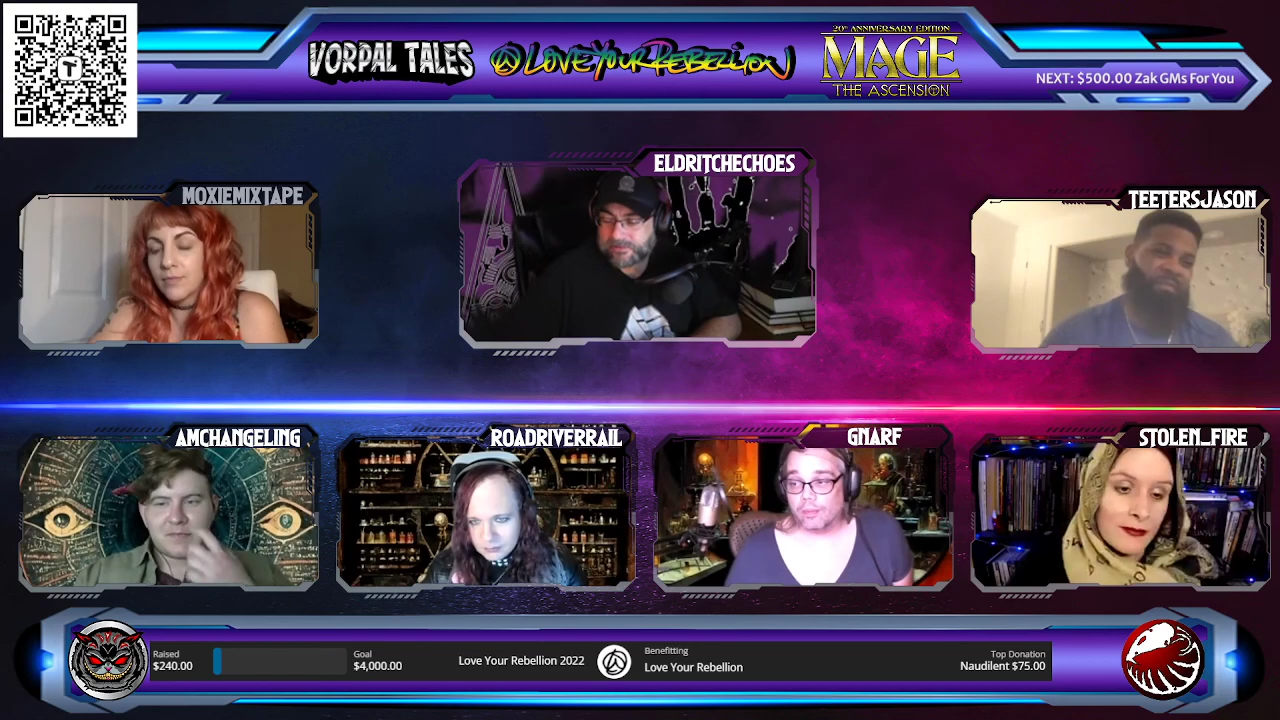 VORPAL TALES
LOVEYOURREBELLION
20th ANNIVERSARY EDITION
MAGE
THE ASCENSION
NEXT: $500.00 Zak GMs For You
MOXIEMIXTAPE
ELDRITCHECHOES
TEETERSJASON
AMCHANGELING
ROADRIVERRAIL
GNARF
STOLEN_FIRE
Raised
$240.00
Goal
$4,000.00
Love Your Rebellion 2022
Benefitting
Love Your Rebellion
Top Donation
Naudilent $75.00